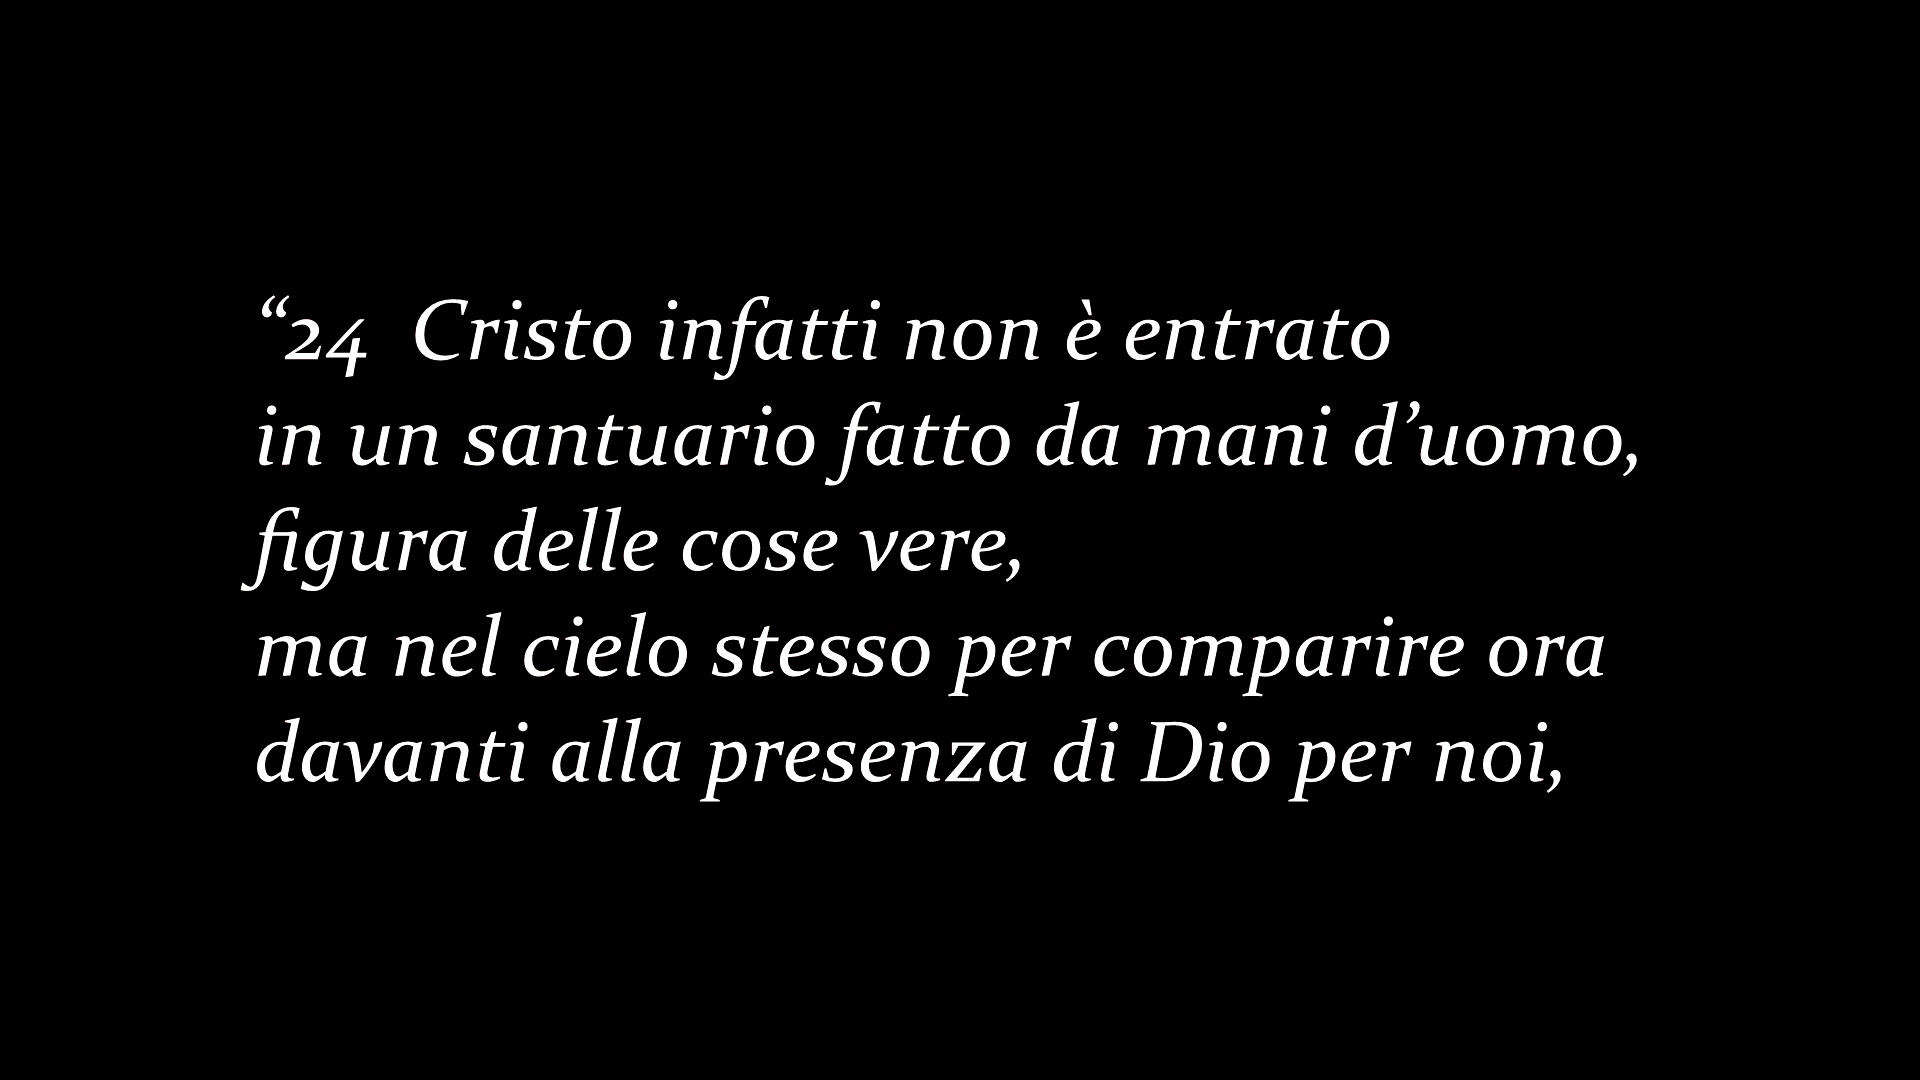 “24  Cristo infatti non è entrato
in un santuario fatto da mani d’uomo,
figura delle cose vere,
ma nel cielo stesso per comparire ora
davanti alla presenza di Dio per noi,